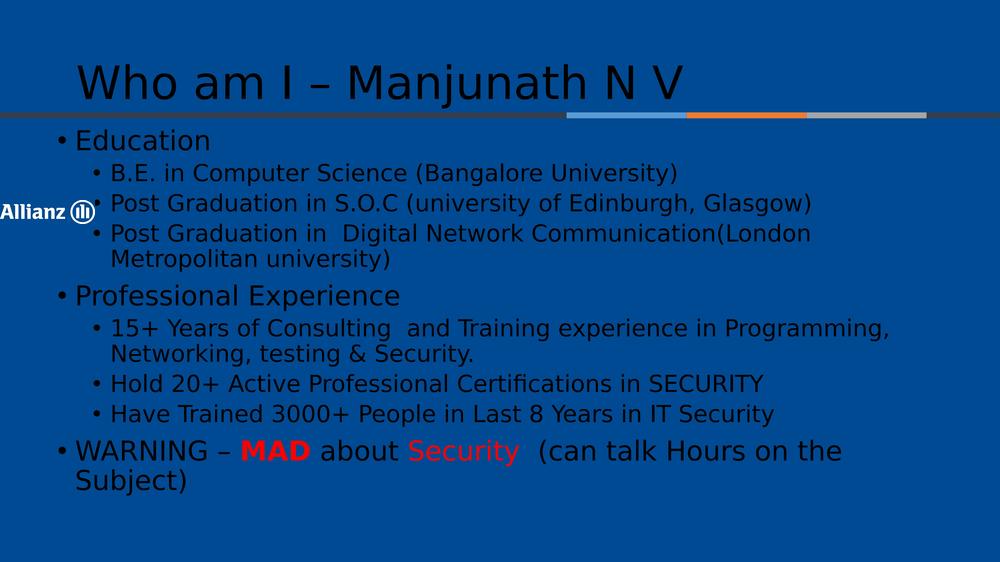 Who am I – Manjunath N V
• Education
• B.E. in Computer Science (Bangalore University)
Allianz
• Post Graduation in S.O.C (university of Edinburgh, Glasgow)
• Post Graduation in  Digital Network Communication(London
Metropolitan university)
• Professional Experience
• 15+ Years of Consulting  and Training experience in Programming,
Networking, testing & Security.
• Hold 20+ Active Professional Certifications in SECURITY
• Have Trained 3000+ People in Last 8 Years in IT Security
• WARNING – MAD about Security  (can talk Hours on the
Subject)